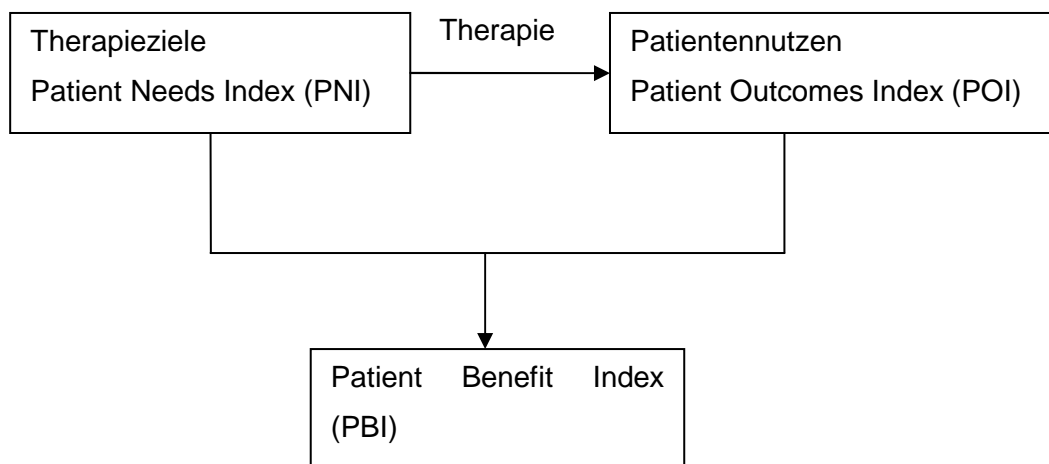 Therapieziele
Patient Needs Index (PNI)
Therapie
Patientennutzen
Patient Outcomes Index (POI)
Patient Benefit Index
(PBI)